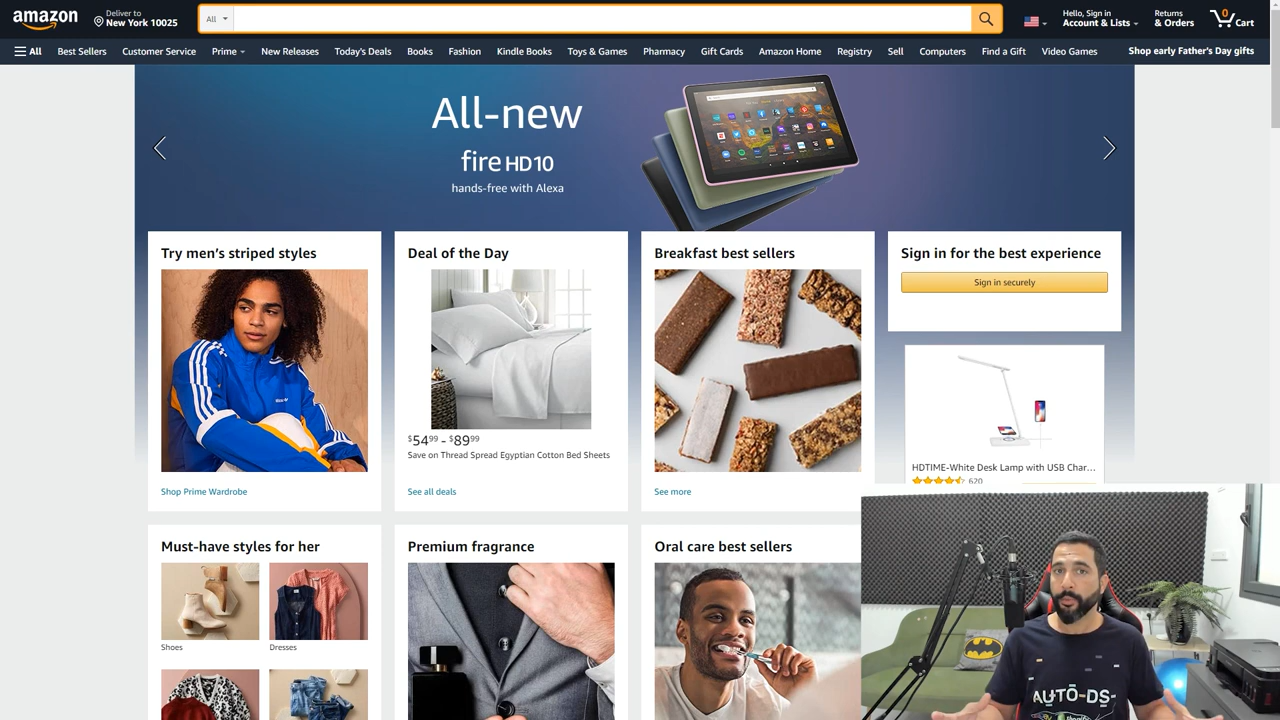 amazon
Deliver to
New York 10025
All
Hello, Sign in
Account & Lists
Returns
& Orders
0
Cart
All
Best Sellers
Customer Service
Prime
New Releases
Today's Deals
Books
Fashion
Kindle Books
Toys & Games
Pharmacy
Gift Cards
Amazon Home
Registry
Sell
Computers
Find a Gift
Video Games
Shop early Father's Day gifts
All-new
fire HD10
hands-free with Alexa
Try men's striped styles
Shop Prime Wardrobe
Deal of the Day
$54.99 - $89.99
Save on Thread Spread Egyptian Cotton Bed Sheets
See all deals
Breakfast best sellers
See more
Sign in for the best experience
Sign in securely
HDTIME-White Desk Lamp with USB Char...
620
Must-have styles for her
Shoes
Dresses
Premium fragrance
Oral care best sellers
AUTO-DS-